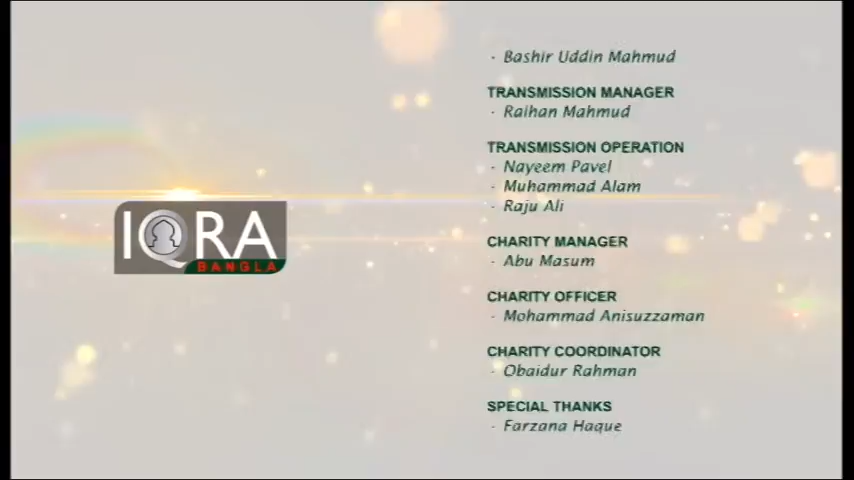 IQRA
BANGLA
- Bashir Uddin Mahmud
TRANSMISSION MANAGER
- Raihan Mahmud
TRANSMISSION OPERATION
- Nayeem Pavel
- Muhammad Alam
- Raju Ali
CHARITY MANAGER
- Abu Masum
CHARITY OFFICER
- Mohammad Anisuzzaman
CHARITY COORDINATOR
- Obaidur Rahman
SPECIAL THANKS
- Farzana Haque